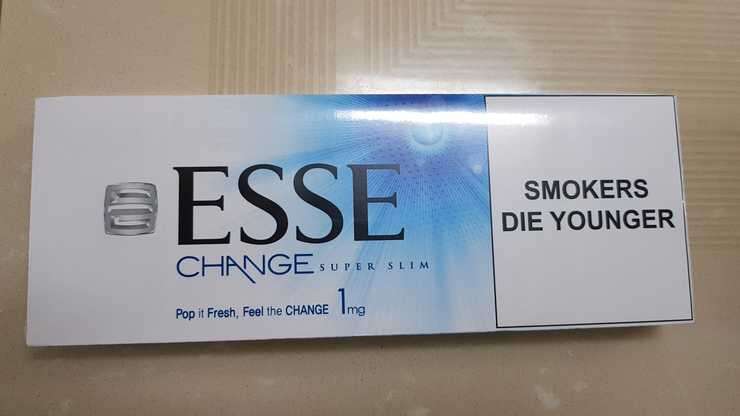 ESSE
CHANGE SUPER SLIM
Pop it Fresh, Feel the CHANGE 1mg
SMOKERS
DIE YOUNGER